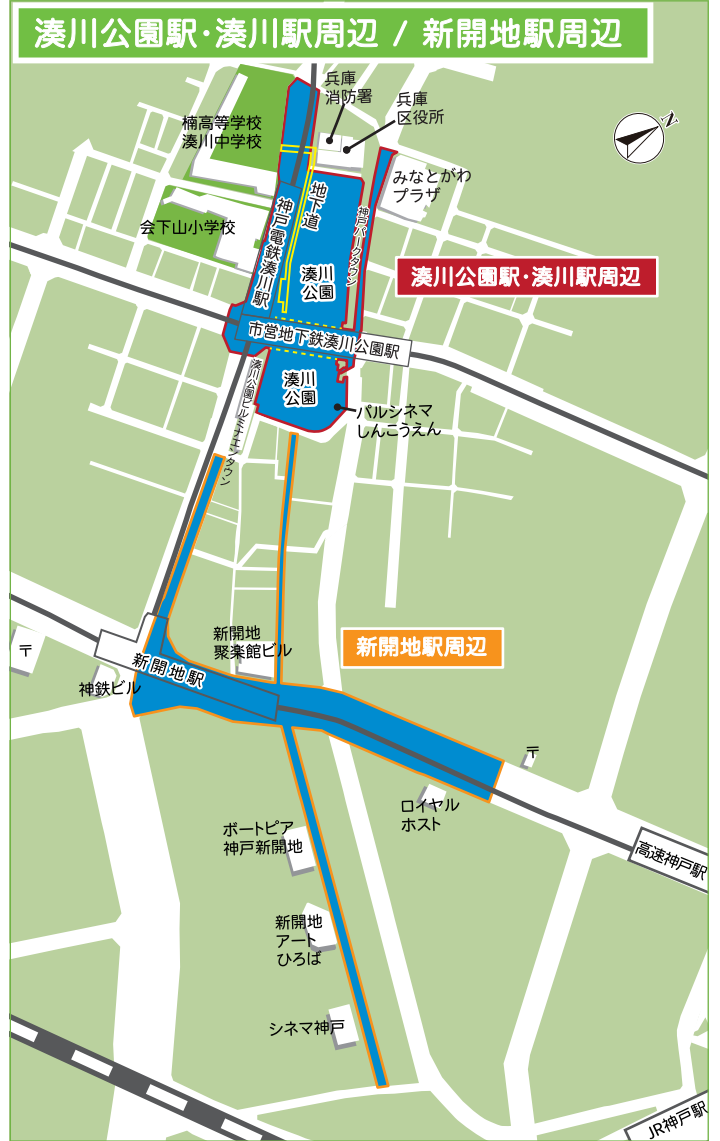 湊川公園駅･湊川駅周辺 / 新開地駅周辺
兵庫
消防署
兵庫
区役所
N
楠高等学校
湊川中学校
みなとがわ
プラザ
地下道
神戸電鉄湊川駅
神戸パークタウン
会下山小学校
湊川
公園
湊川公園駅･湊川駅周辺
市営地下鉄湊川公園駅
湊川
公園
湊川公園ビルミナエンタウン
パルシネマ
しんこうえん
新開地
聚楽館ビル
新開地駅周辺
〒
新開地駅
神鉄ビル
〒
ロイヤル
ホスト
ボートピア
神戸新開地
高速神戸駅
新開地
アート
ひろば
シネマ神戸
JR神戸駅